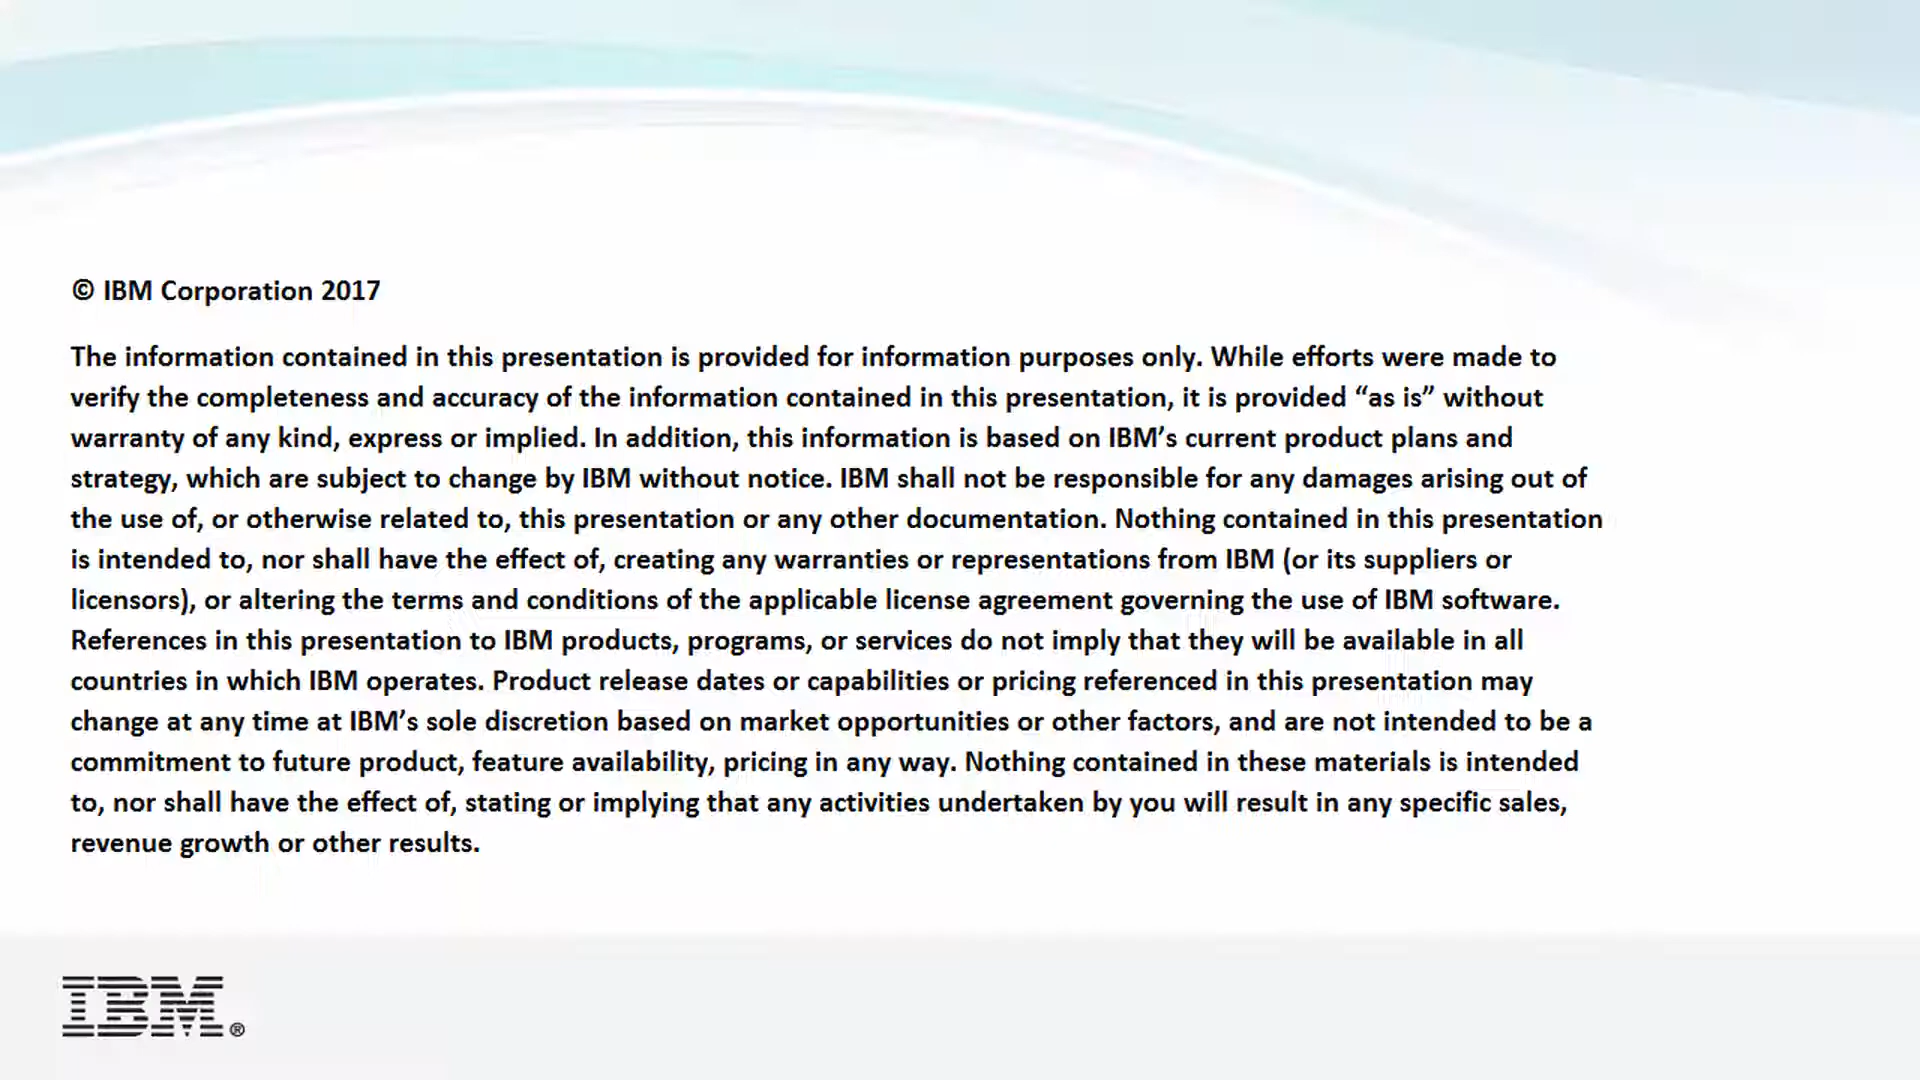 © IBM Corporation 2017
The information contained in this presentation is provided for information purposes only. While efforts were made to
verify the completeness and accuracy of the information contained in this presentation, it is provided “as is” without
warranty of any kind, express or implied. In addition, this information is based on IBM’s current product plans and
strategy, which are subject to change by IBM without notice. IBM shall not be responsible for any damages arising out of
the use of, or otherwise related to, this presentation or any other documentation. Nothing contained in this presentation
is intended to, nor shall have the effect of, creating any warranties or representations from IBM (or its suppliers or
licensors), or altering the terms and conditions of the applicable license agreement governing the use of IBM software.
References in this presentation to IBM products, programs, or services do not imply that they will be available in all
countries in which IBM operates. Product release dates or capabilities or pricing referenced in this presentation may
change at any time at IBM’s sole discretion based on market opportunities or other factors, and are not intended to be a
commitment to future product, feature availability, pricing in any way. Nothing contained in these materials is intended
to, nor shall have the effect of, stating or implying that any activities undertaken by you will result in any specific sales,
revenue growth or other results.
IBM®